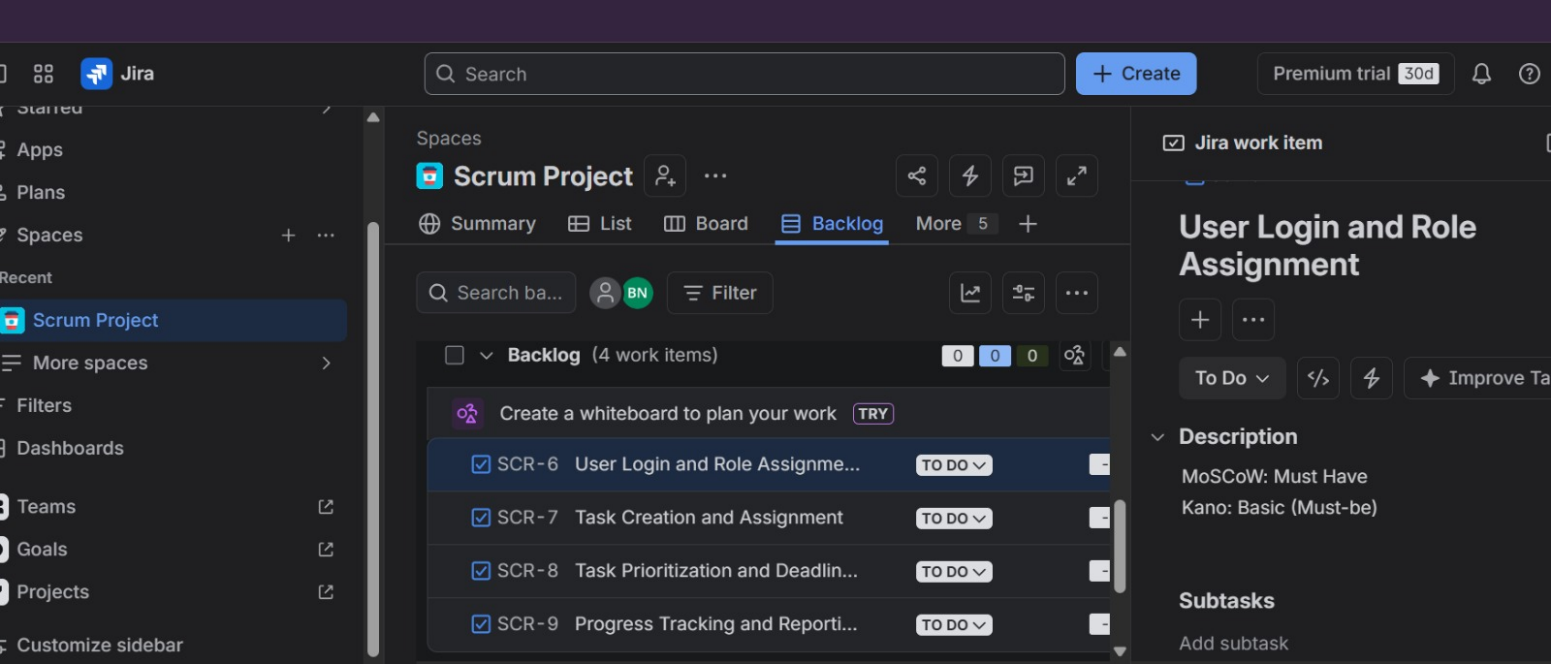 Jira
Search
+ Create
Premium trial 30d
Starred
Apps
Plans
Spaces
Recent
Scrum Project
More spaces
Filters
Dashboards
Teams
Goals
Projects
Customize sidebar
Spaces
Scrum Project
Summary List Board Backlog More 5
Search ba... BN Filter
Backlog (4 work items) 0 0 0
Create a whiteboard to plan your work TRY
SCR-6 User Login and Role Assignme... TO DO -
SCR-7 Task Creation and Assignment TO DO -
SCR-8 Task Prioritization and Deadlin... TO DO -
SCR-9 Progress Tracking and Reporti... TO DO -
Jira work item
User Login and Role
Assignment
To Do Improve Ta
Description
MoSCoW: Must Have
Kano: Basic (Must-be)
Subtasks
Add subtask